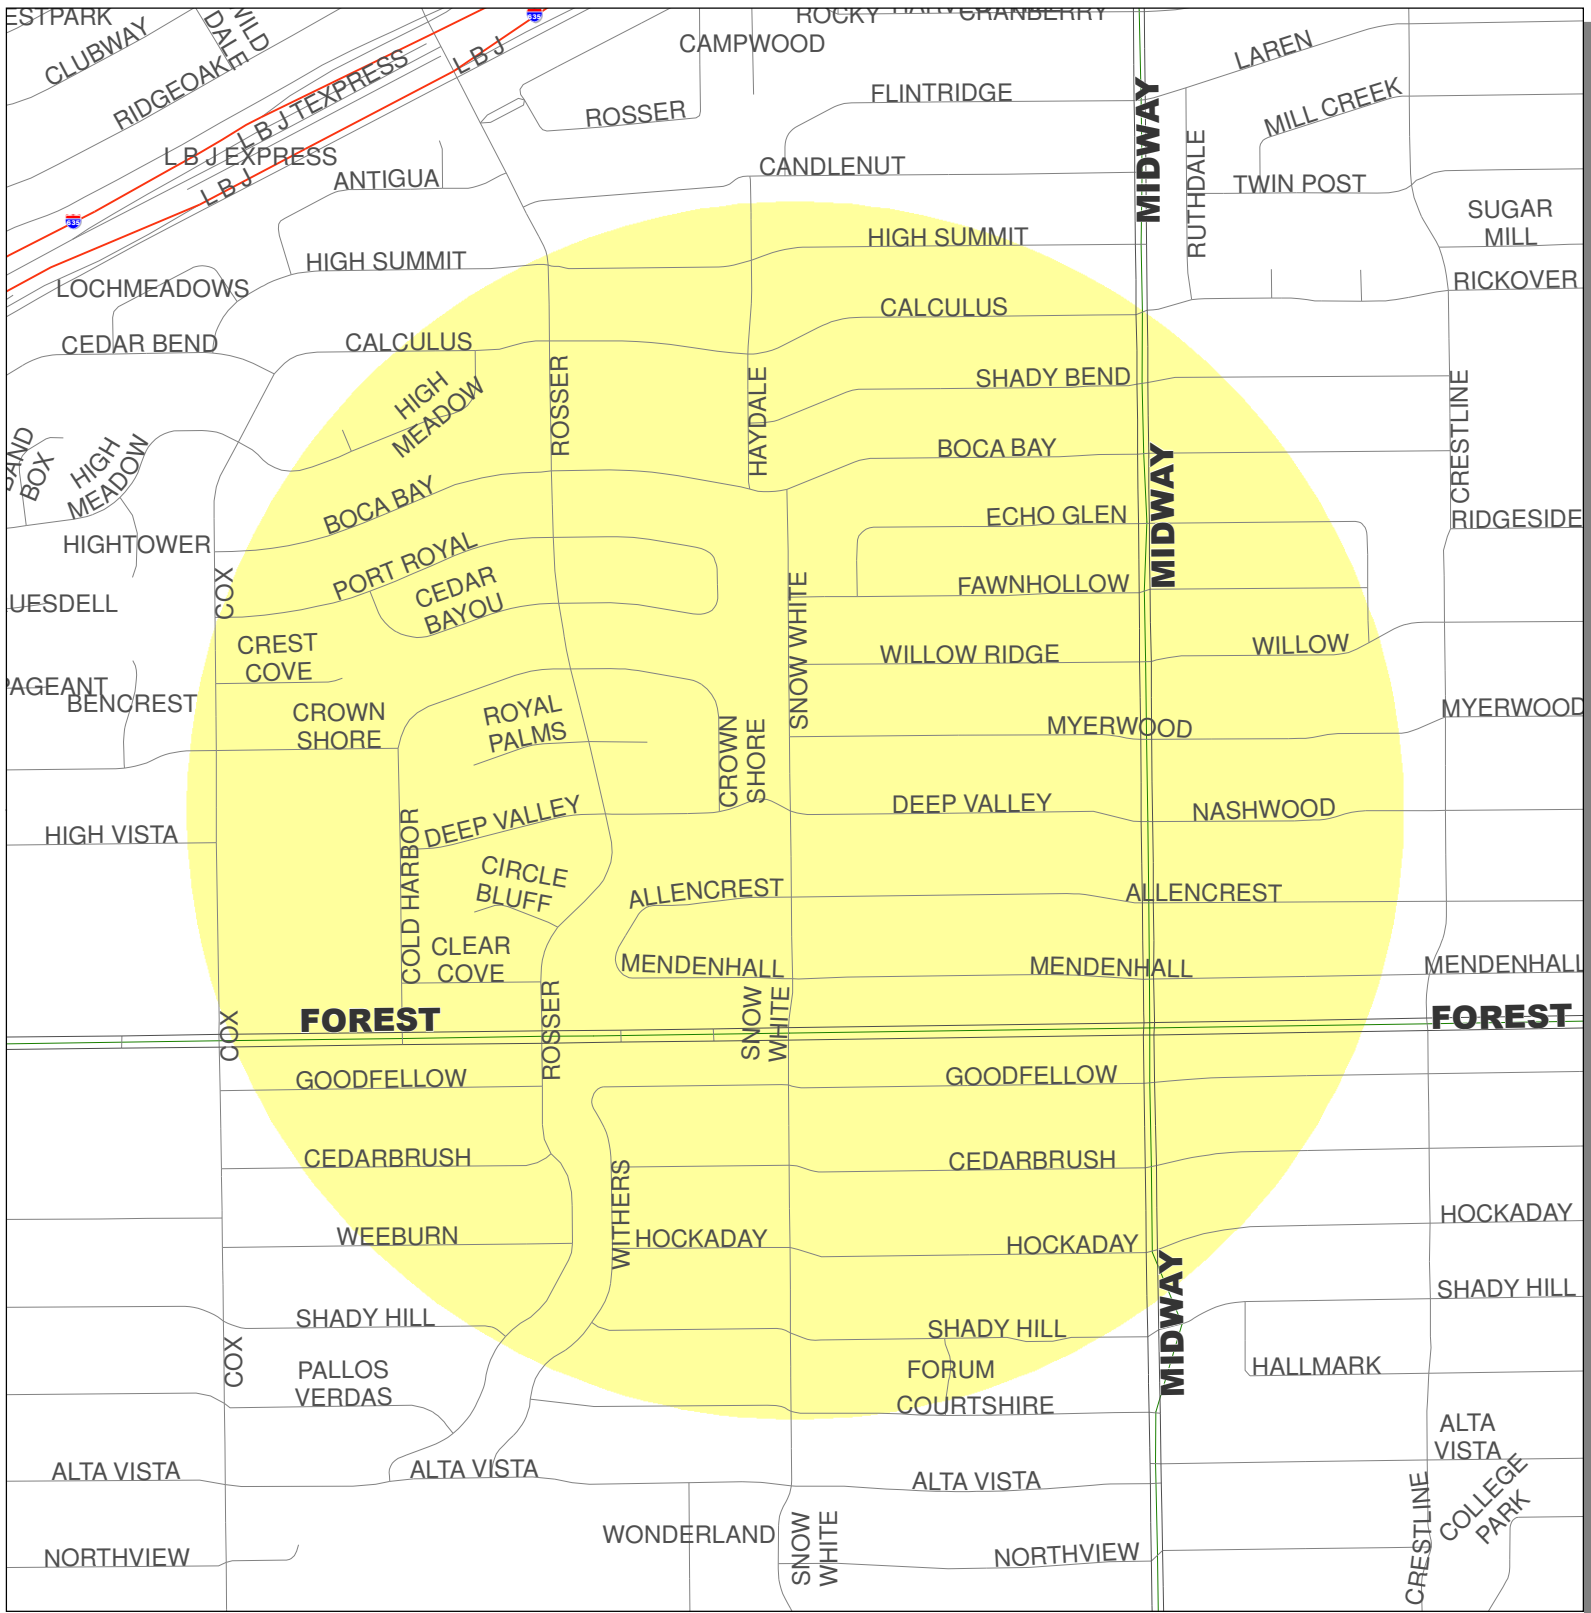 ESTPARK
CLUBWAY
WILD
DALE
RIDGEOAK
L B J TEXPRESS
L B J
635
ROCKY
CRANBERRY
CAMPWOOD
ROSSER
FLINTRIDGE
MIDWAY
LAREN
MILL CREEK
L B J EXPRESS
L B J
635
ANTIGUA
CANDLENUT
RUTHDALE
TWIN POST
SUGAR
MILL
HIGH SUMMIT
HIGH SUMMIT
LOCHMEADOWS
RICKOVER
CALCULUS
CEDAR BEND
CALCULUS
HIGH
MEADOW
ROSSER
HAYDALE
SHADY BEND
CRESTLINE
BOX
HIGH
MEADOW
BOCA BAY
BOCA BAY
MIDWAY
ECHO GLEN
RIDGESIDE
HIGHTOWER
COX
PORT ROYAL
CEDAR
BAYOU
SNOW WHITE
FAWNHOLLOW
UESDELL
CREST
COVE
WILLOW RIDGE
WILLOW
PAGEANT
BENCREST
CROWN
SHORE
ROYAL
PALMS
CROWN
SHORE
MYERWOOD
MYERWOOD
HIGH VISTA
COLD HARBOR
DEEP VALLEY
DEEP VALLEY
NASHWOOD
CIRCLE
BLUFF
ALLENCREST
ALLENCREST
CLEAR
COVE
MENDENHALL
MENDENHALL
MENDENHALL
COX
FOREST
ROSSER
SNOW
WHITE
FOREST
GOODFELLOW
GOODFELLOW
CEDARBRUSH
WITHERS
CEDARBRUSH
WEEBURN
HOCKADAY
HOCKADAY
HOCKADAY
MIDWAY
SHADY HILL
SHADY HILL
SHADY HILL
COX
PALLOS
VERDAS
FORUM
COURTSHIRE
HALLMARK
ALTA VISTA
ALTA VISTA
ALTA VISTA
ALTA
VISTA
COLLEGE
PARK
CRESTLINE
WONDERLAND
SNOW
WHITE
NORTHVIEW
NORTHVIEW